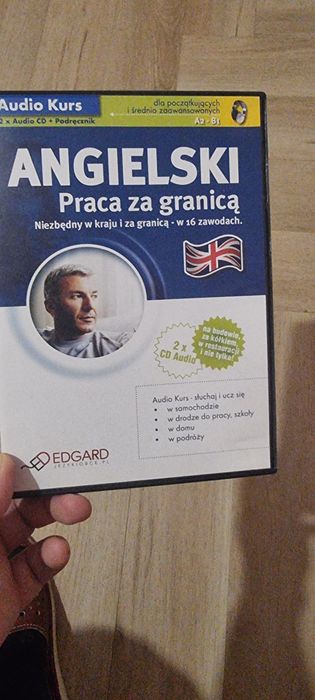 Audio Kurs
2 x Audio CD + Podręcznik
dla początkujących
i średnio zaawansowanych
A2 - B1
ANGIELSKI
Praca za granicą
Niezbędny w kraju i za granicą - w 16 zawodach.
2 x
CD Audio
na budowie,
za kółkiem,
w restauracji
i nie tylko!
Audio Kurs - słuchaj i ucz się
• w samochodzie
• w drodze do pracy, szkoły
• w domu
• w podróży
EDGARD
JEZYKIOBCE.PL